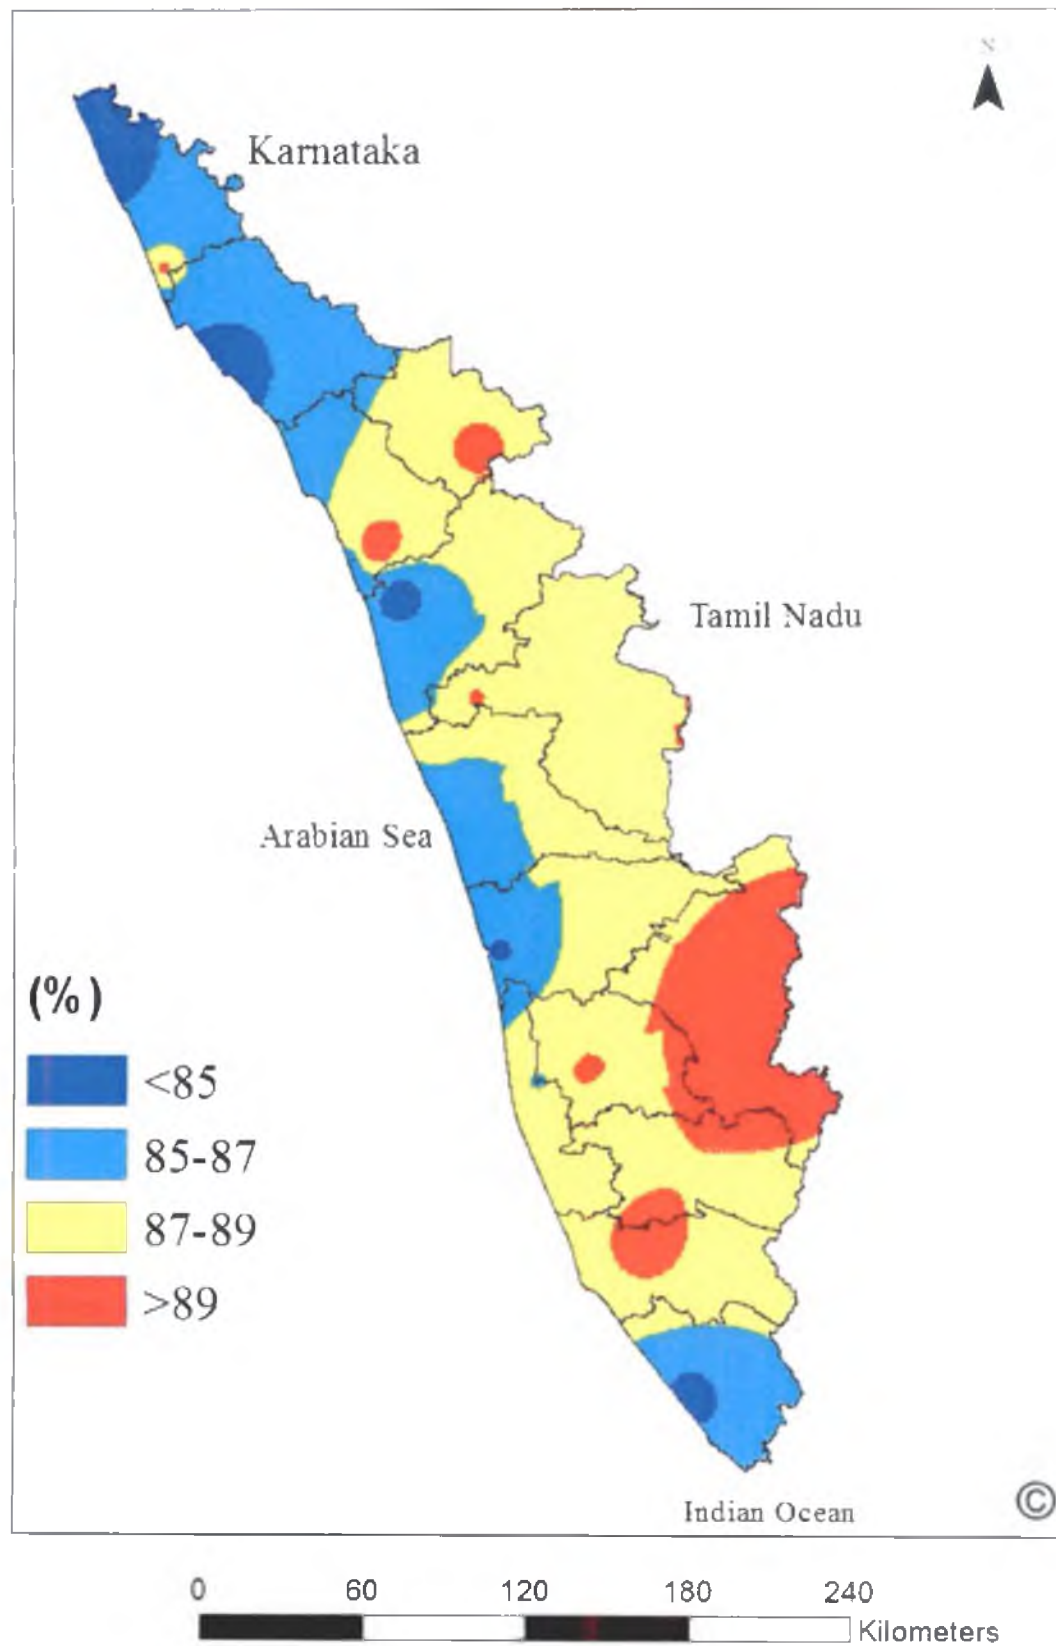 N
Karnataka
Tamil Nadu
Arabian Sea
(%)
<85
85-87
87-89
>89
Indian Ocean
©
0 60 120 180 240
Kilometers